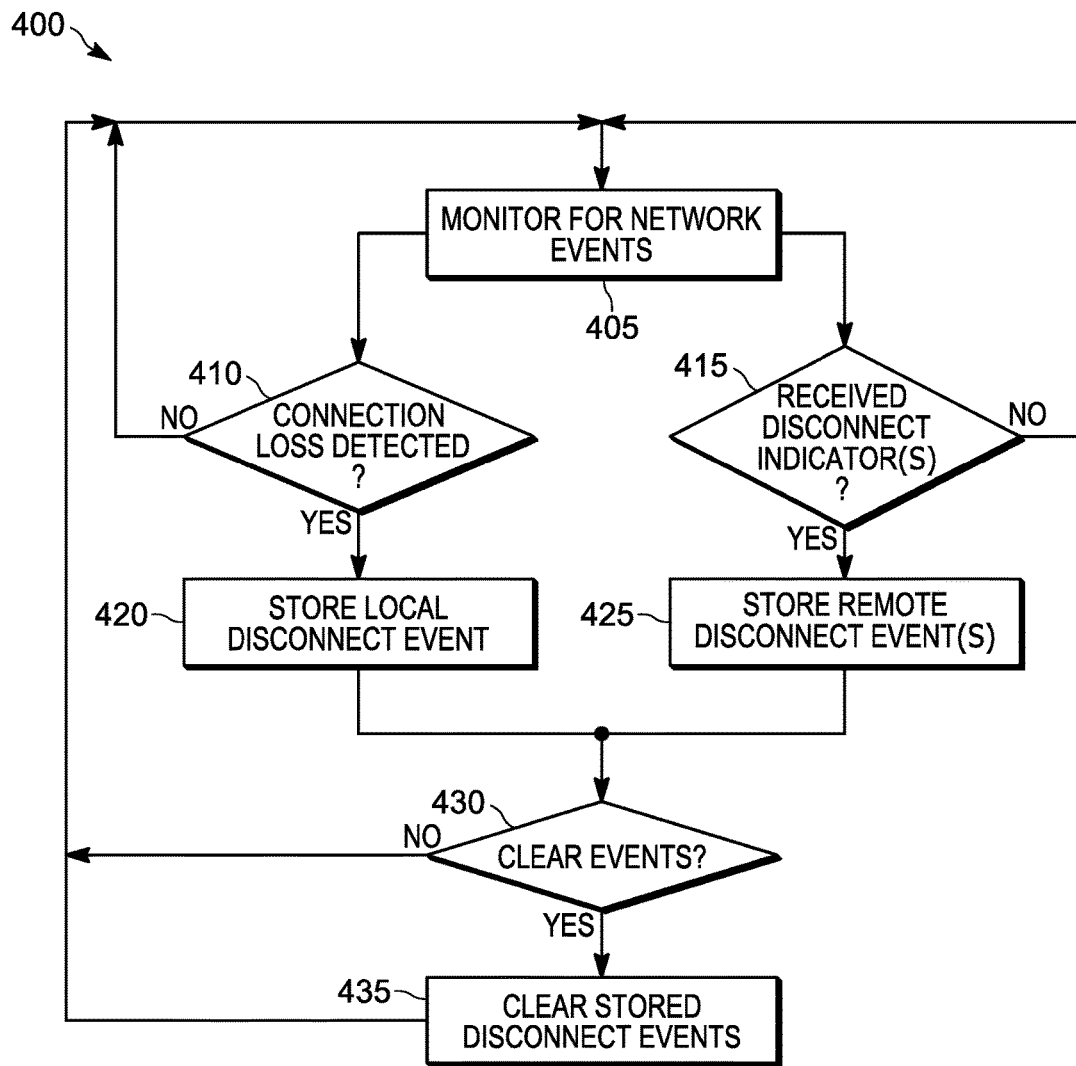 400
MONITOR FOR NETWORK
EVENTS
405
410
CONNECTION
LOSS DETECTED
?
NO
YES
415
RECEIVED
DISCONNECT
INDICATOR(S)
?
NO
YES
420
STORE LOCAL
DISCONNECT EVENT
425
STORE REMOTE
DISCONNECT EVENT(S)
430
NO
CLEAR EVENTS?
YES
435
CLEAR STORED
DISCONNECT EVENTS